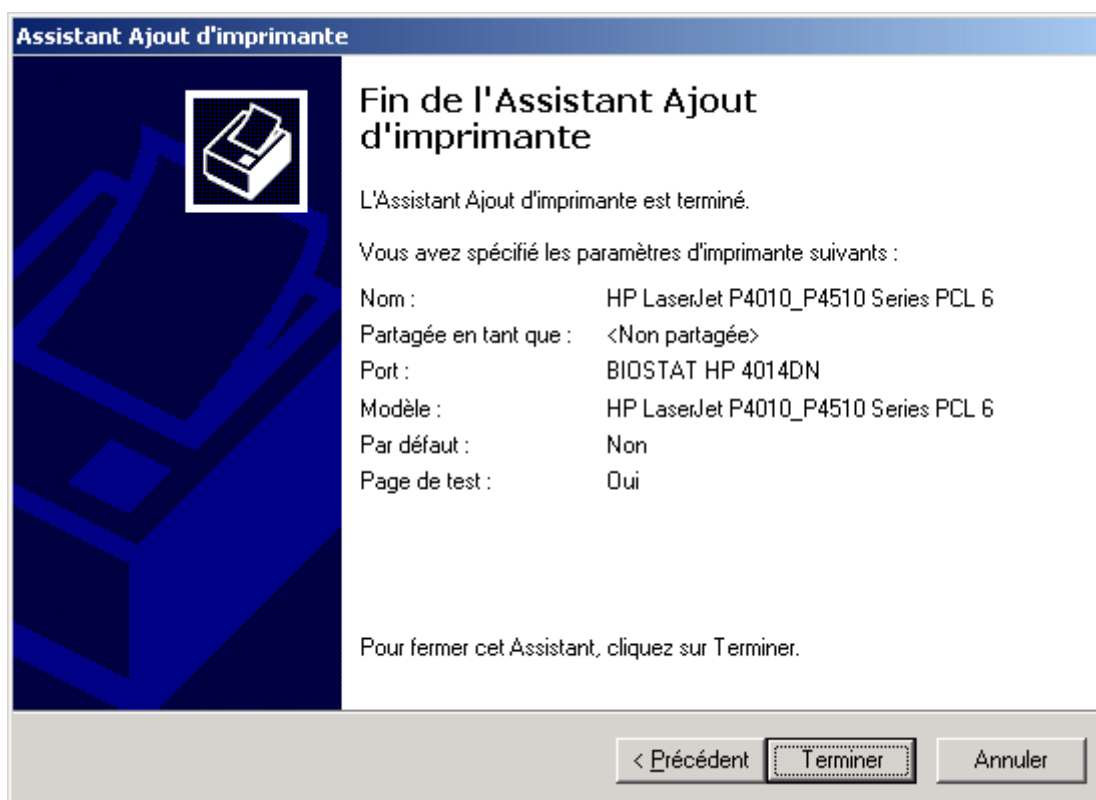 Assistant Ajout d'imprimante
Fin de l'Assistant Ajout
d'imprimante
L'Assistant Ajout d'imprimante est terminé.
Vous avez spécifié les paramètres d'imprimante suivants :
Nom : HP LaserJet P4010_P4510 Series PCL 6
Partagée en tant que : <Non partagée>
Port : BIOSTAT HP 4014DN
Modèle : HP LaserJet P4010_P4510 Series PCL 6
Par défaut : Non
Page de test : Oui
Pour fermer cet Assistant, cliquez sur Terminer.
< Précédent Terminer Annuler